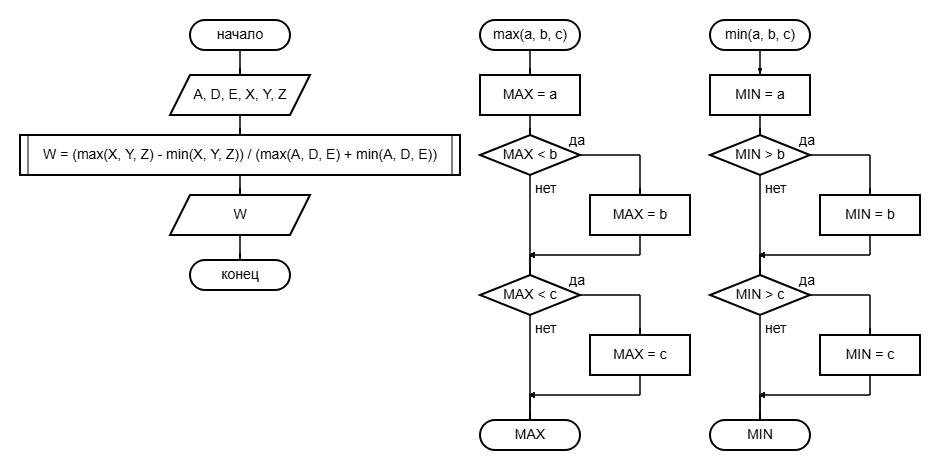 начало
A, D, E, X, Y, Z
W = (max(X, Y, Z) - min(X, Y, Z)) / (max(A, D, E) + min(A, D, E))
W
конец
max(a, b, c)
MAX = a
MAX < b
да
нет
MAX = b
MAX < c
да
нет
MAX = c
MAX
min(a, b, c)
MIN = a
MIN > b
да
нет
MIN = b
MIN > c
да
нет
MIN = c
MIN